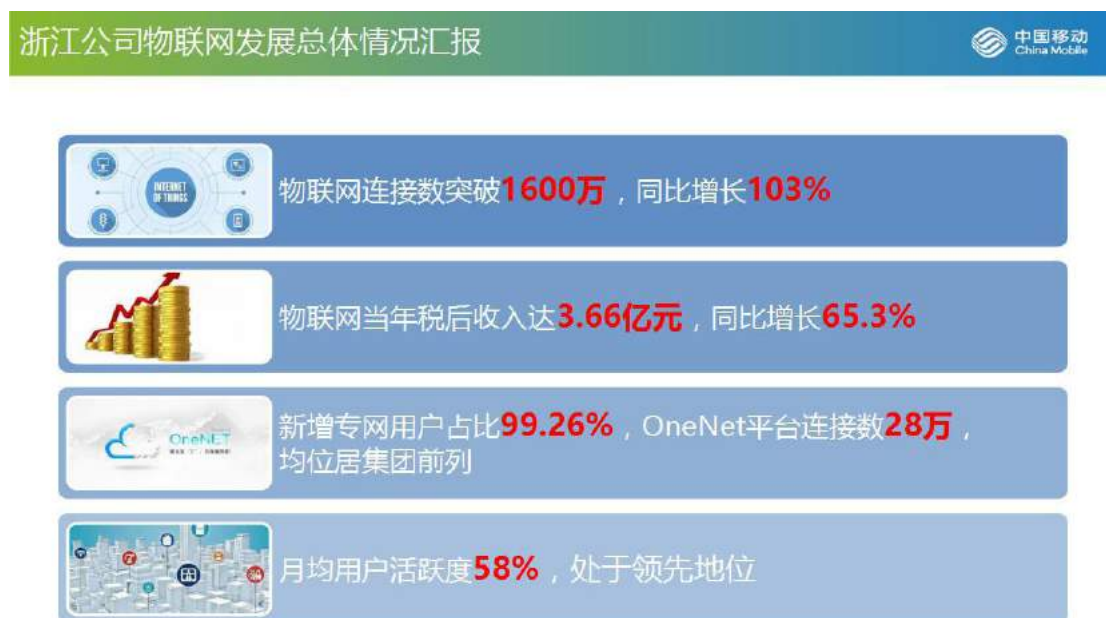 浙江公司物联网发展总体情况汇报
中国移动
China Mobile
INTERNET
OF THINGS
物联网连接数突破1600万，同比增长103%
物联网当年税后收入达3.66亿元，同比增长65.3%
OneNET
新增专网用户占比99.26%，OneNet平台连接数28万，
均位居集团前列
月均用户活跃度58%，处于领先地位